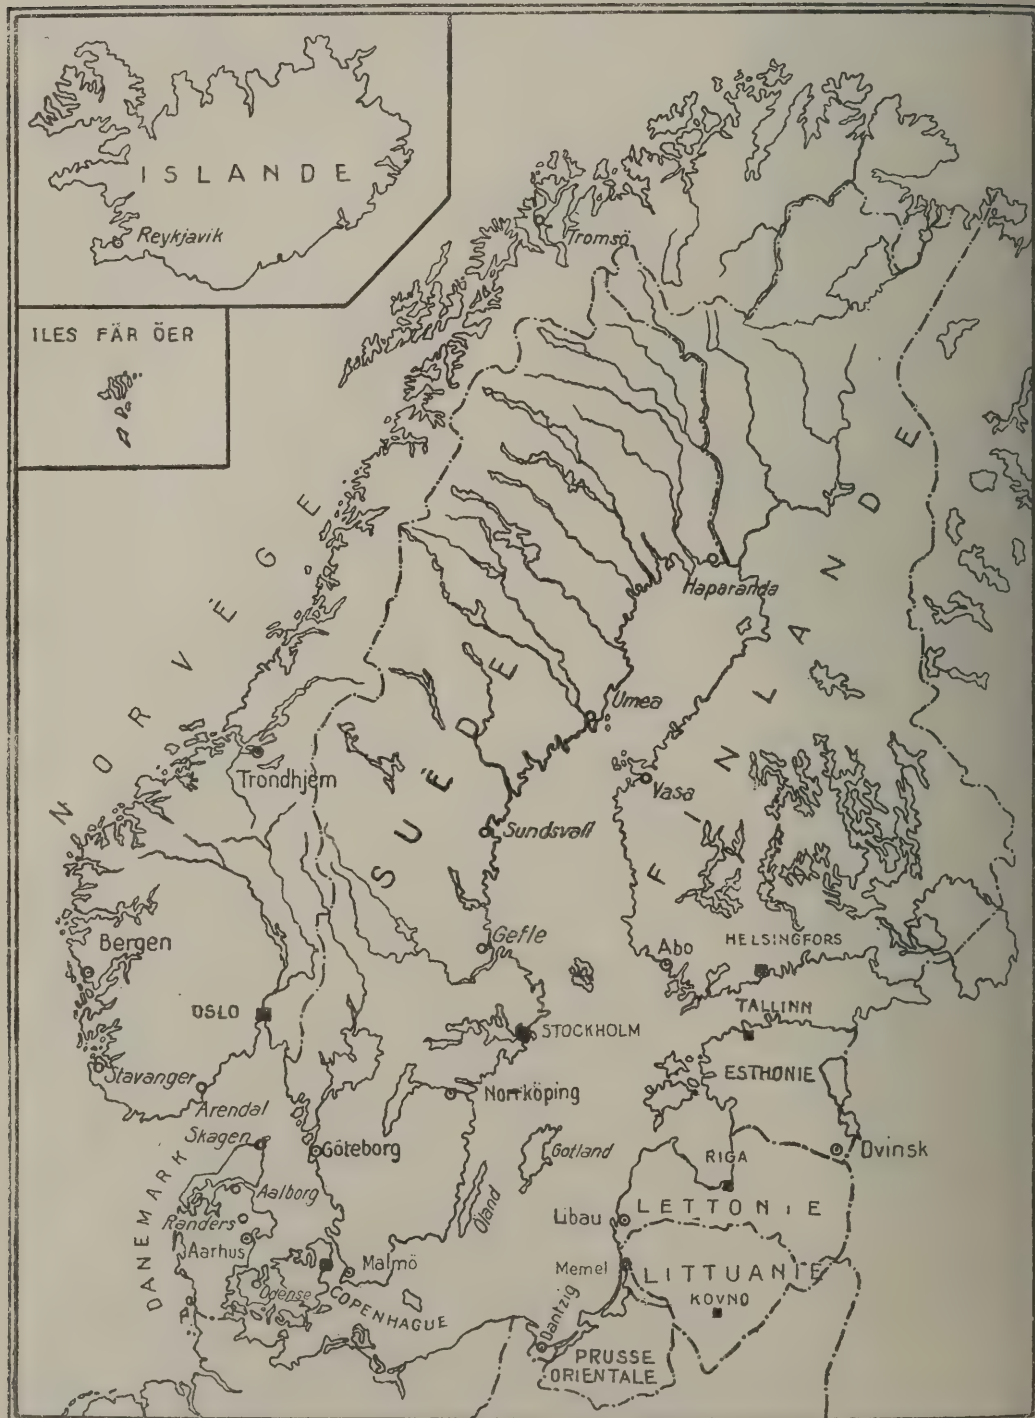 ISLANDE
Reykjavik
ILES FÄR ÖER
Tromsö
NORVÈGE
SUÈDE
FINLANDE
Haparanda
Umea
Trondhjem
Vasa
Sundsvall
Bergen
Gefle
Abo
HELSINGFORS
OSLO
STOCKHOLM
TALLINN
Stavanger
Arendal
Norrköping
ESTHONIE
Skagen
Göteborg
Gotland
RIGA
Dvinsk
DANEMARK
Aalborg
Öland
Randers
Libau
LETTONIE
Aarhus
Malmö
Memel
LITTUANIE
Odense
COPENHAGUE
KOVNO
Dantzig
PRUSSE
ORIENTALE